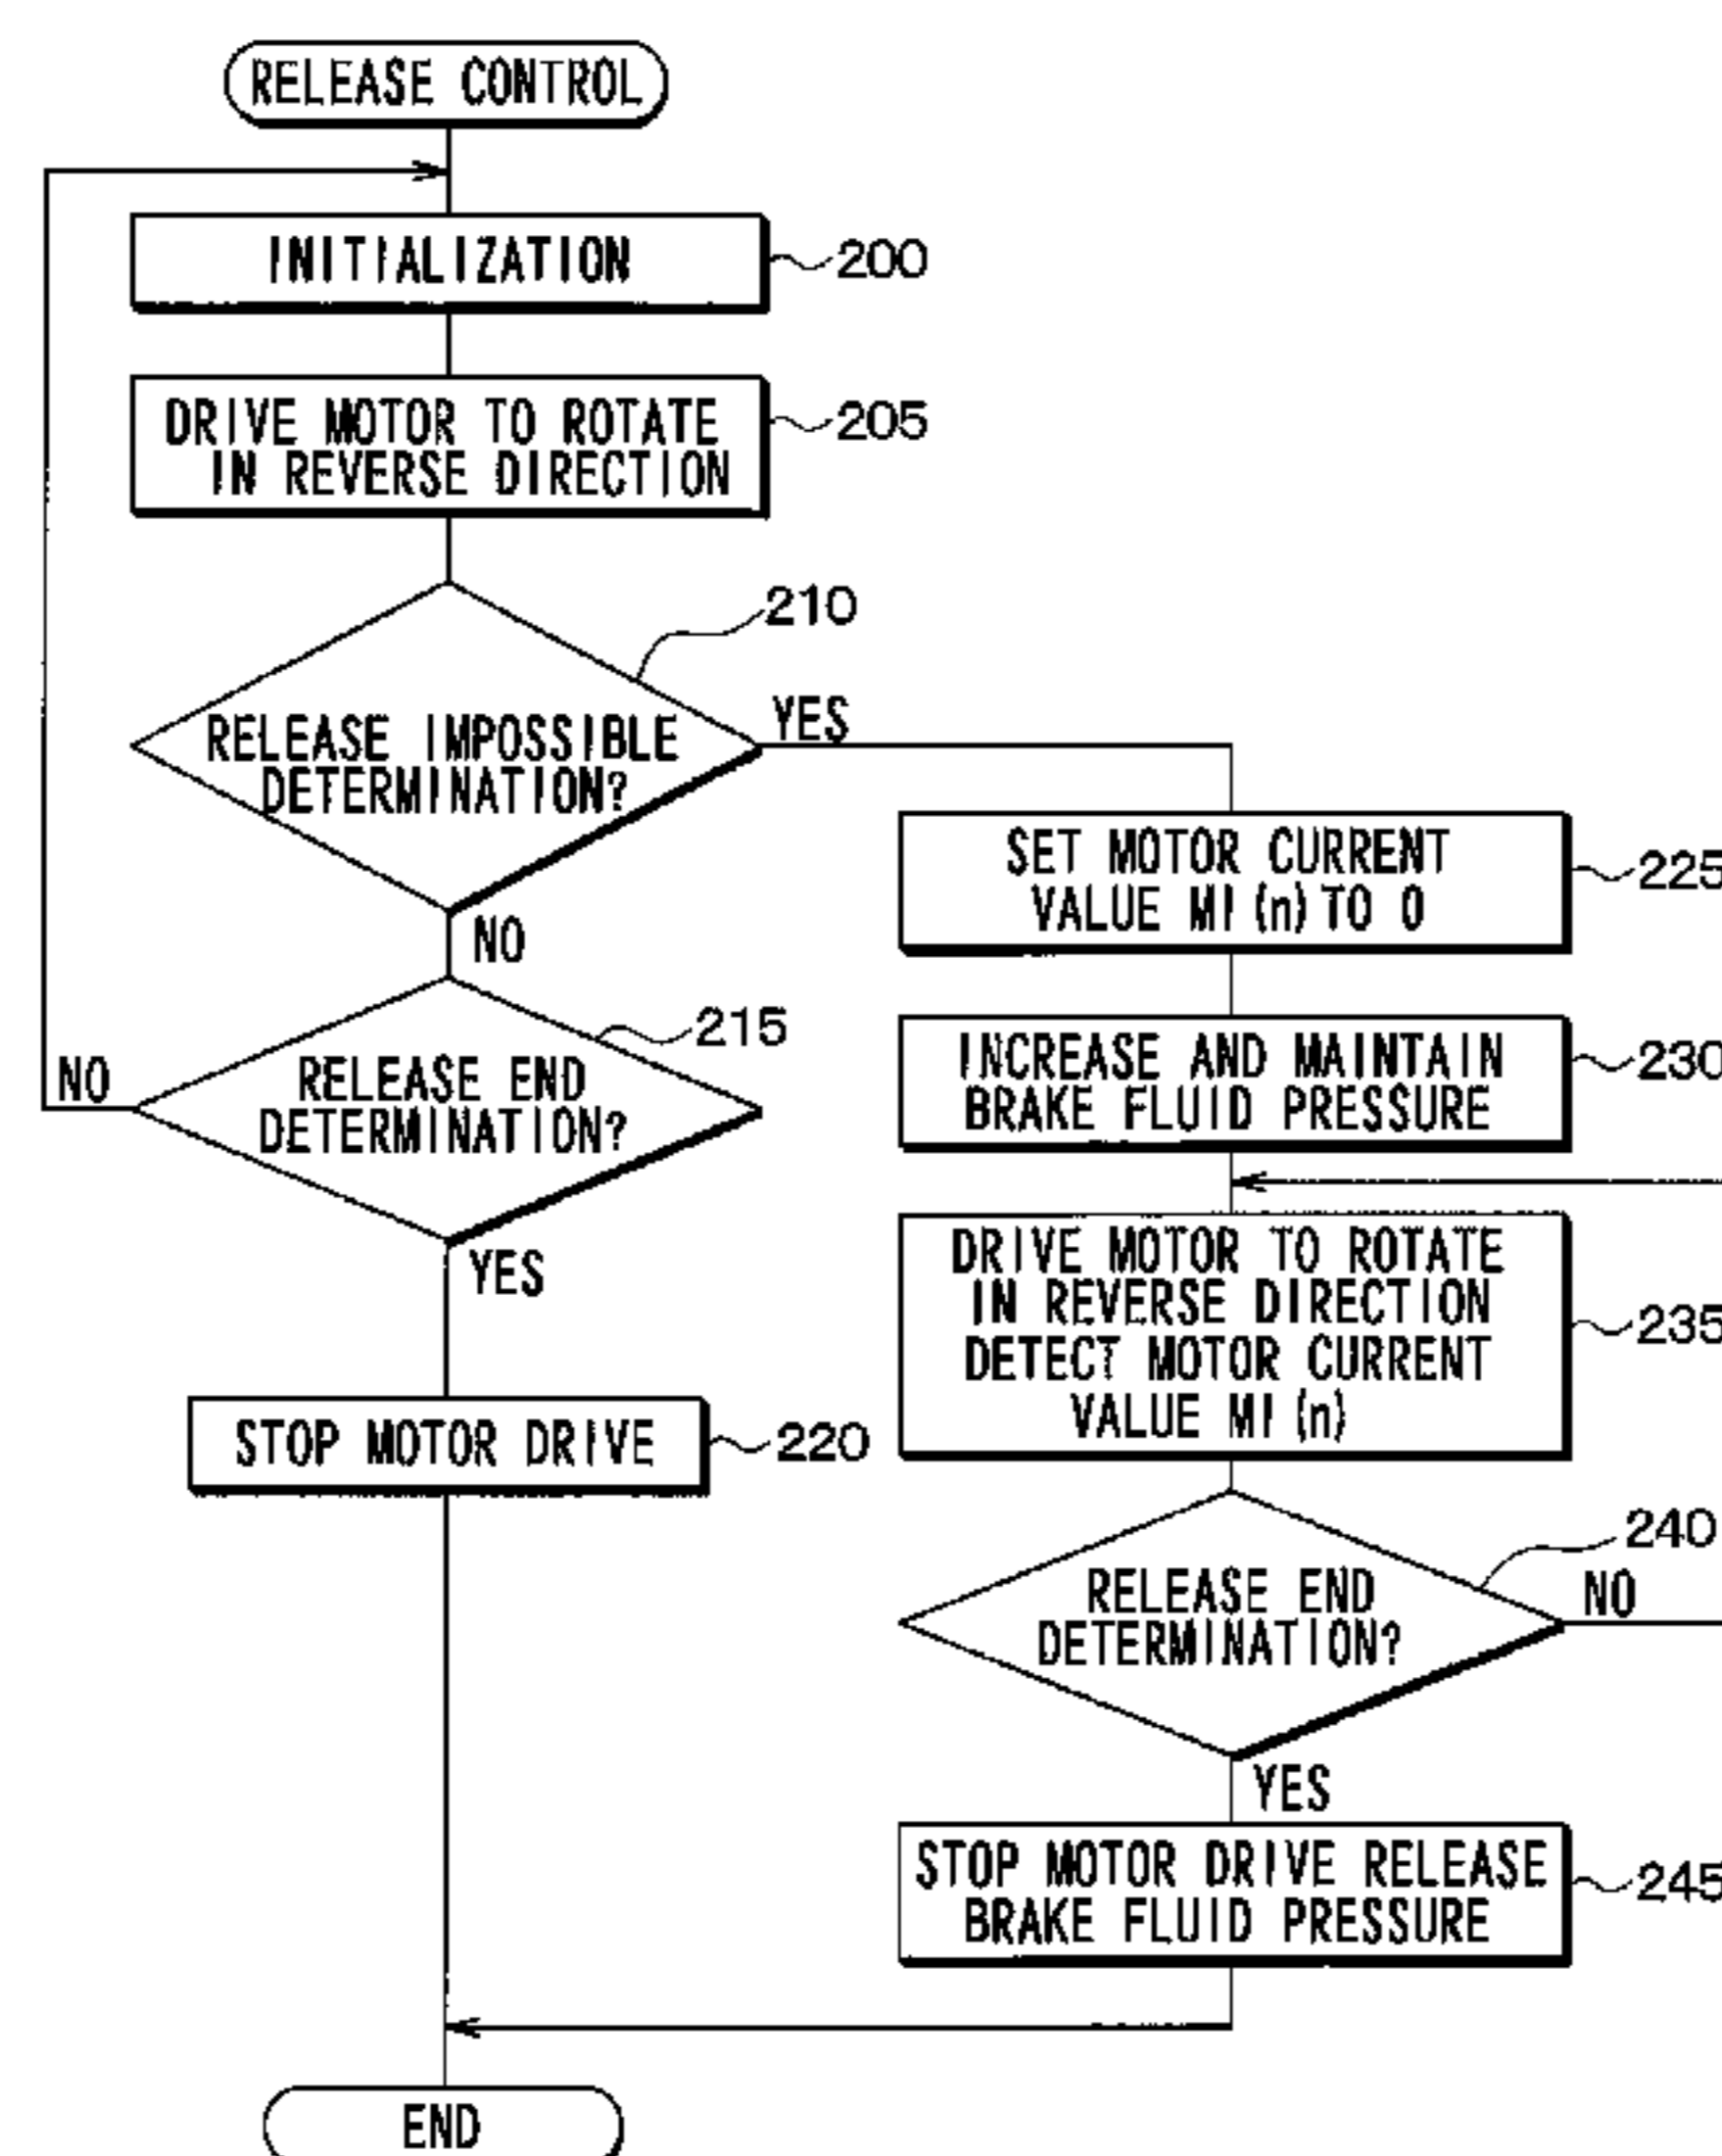 RELEASE CONTROL
INITIALIZATION
200
DRIVE MOTOR TO ROTATE
IN REVERSE DIRECTION
205
210
RELEASE IMPOSSIBLE
DETERMINATION?
YES
NO
215
RELEASE END
DETERMINATION?
NO
YES
STOP MOTOR DRIVE
220
SET MOTOR CURRENT
VALUE MI(n) TO 0
225
INCREASE AND MAINTAIN
BRAKE FLUID PRESSURE
230
DRIVE MOTOR TO ROTATE
IN REVERSE DIRECTION
DETECT MOTOR CURRENT
VALUE MI(n)
235
240
RELEASE END
DETERMINATION?
NO
YES
STOP MOTOR DRIVE RELEASE
BRAKE FLUID PRESSURE
245
END